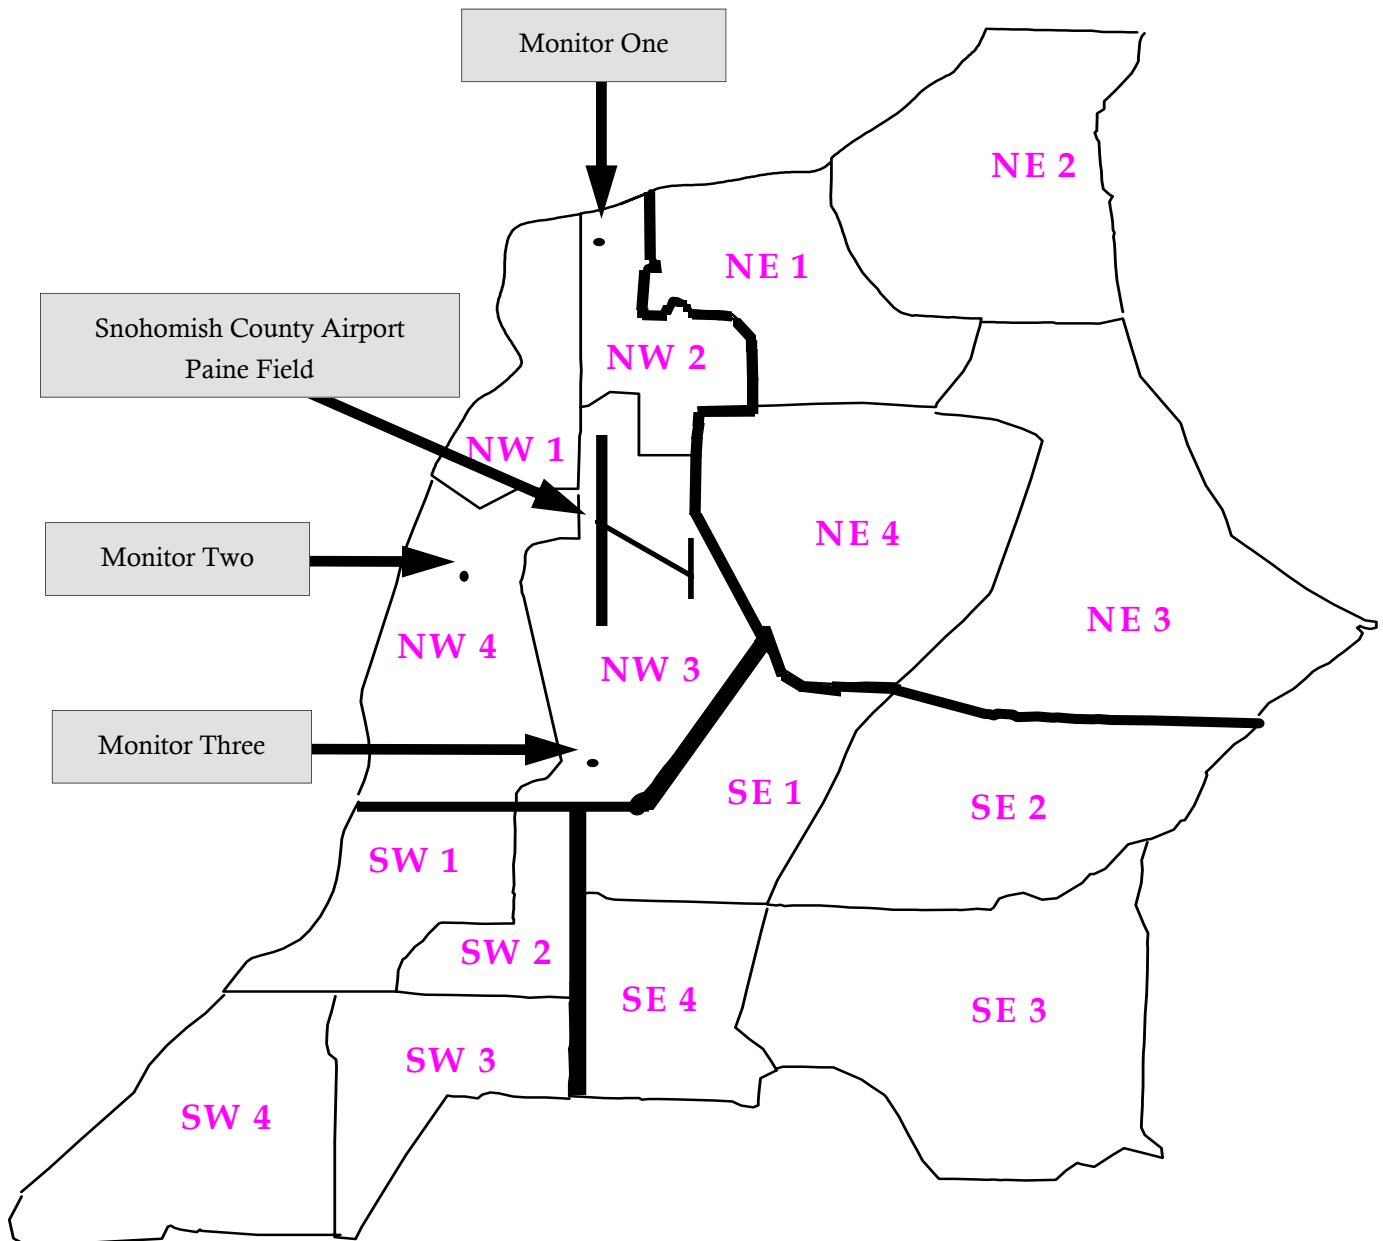 Monitor One
NE 2
NE 1
Snohomish County Airport
Paine Field
NW 2
NW 1
NE 4
Monitor Two
NE 3
NW 4
NW 3
Monitor Three
SE 1
SE 2
SW 1
SW 2
SE 4
SE 3
SW 3
SW 4